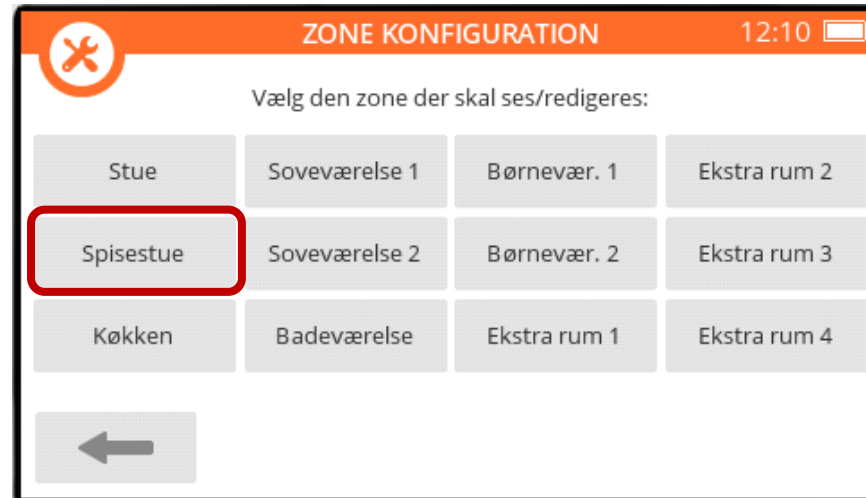 ZONE KONFIGURATION 12:10
Vælg den zone der skal ses/redigeres:
Stue Soveværelse 1 Børnevær. 1 Ekstra rum 2
Spisestue Soveværelse 2 Børnevær. 2 Ekstra rum 3
Køkken Badeværelse Ekstra rum 1 Ekstra rum 4